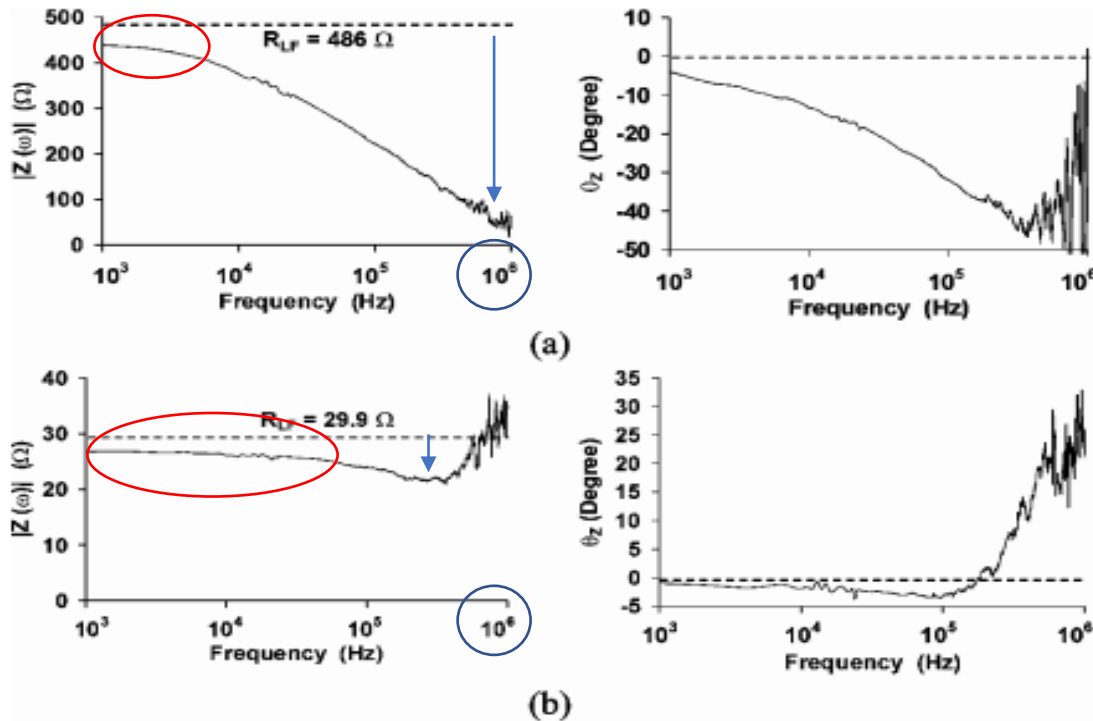 500
400
300
200
100
0
|Z (ω)| (Ω)
R_LF = 486 Ω
10³ 10⁴ 10⁵ 10⁶
Frequency (Hz)
0
-10
-20
-30
-40
-50
θ_Z (Degree)
10³ 10⁴ 10⁵ 10⁶
Frequency (Hz)
(a)
40
30
20
10
0
|Z (ω)| (Ω)
= 29.9 Ω
10³ 10⁴ 10⁵ 10⁶
Frequency (Hz)
35
30
25
20
15
10
5
0
-5
θ_Z (Degree)
10³ 10⁴ 10⁵ 10⁶
Frequency (Hz)
(b)